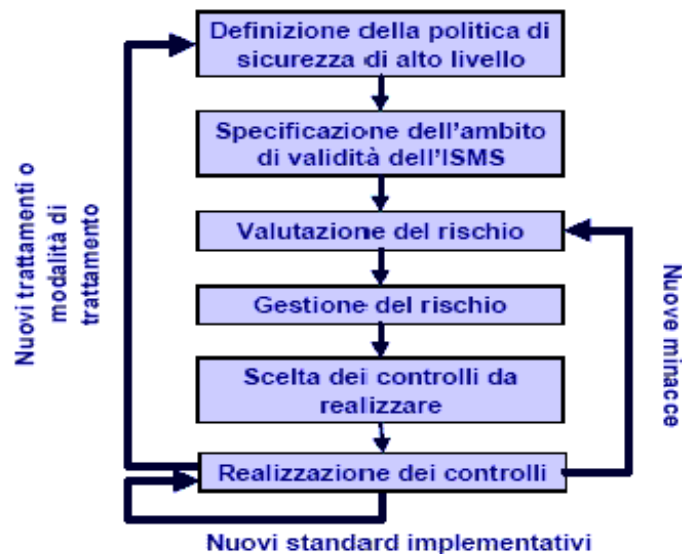 Definizione della politica di
sicurezza di alto livello
Specificazione dell'ambito
di validità dell'ISMS
Valutazione del rischio
Gestione del rischio
Scelta dei controlli da
realizzare
Realizzazione dei controlli
Nuovi trattamenti o
modalità di
trattamento
Nuove minacce
Nuovi standard implementativi